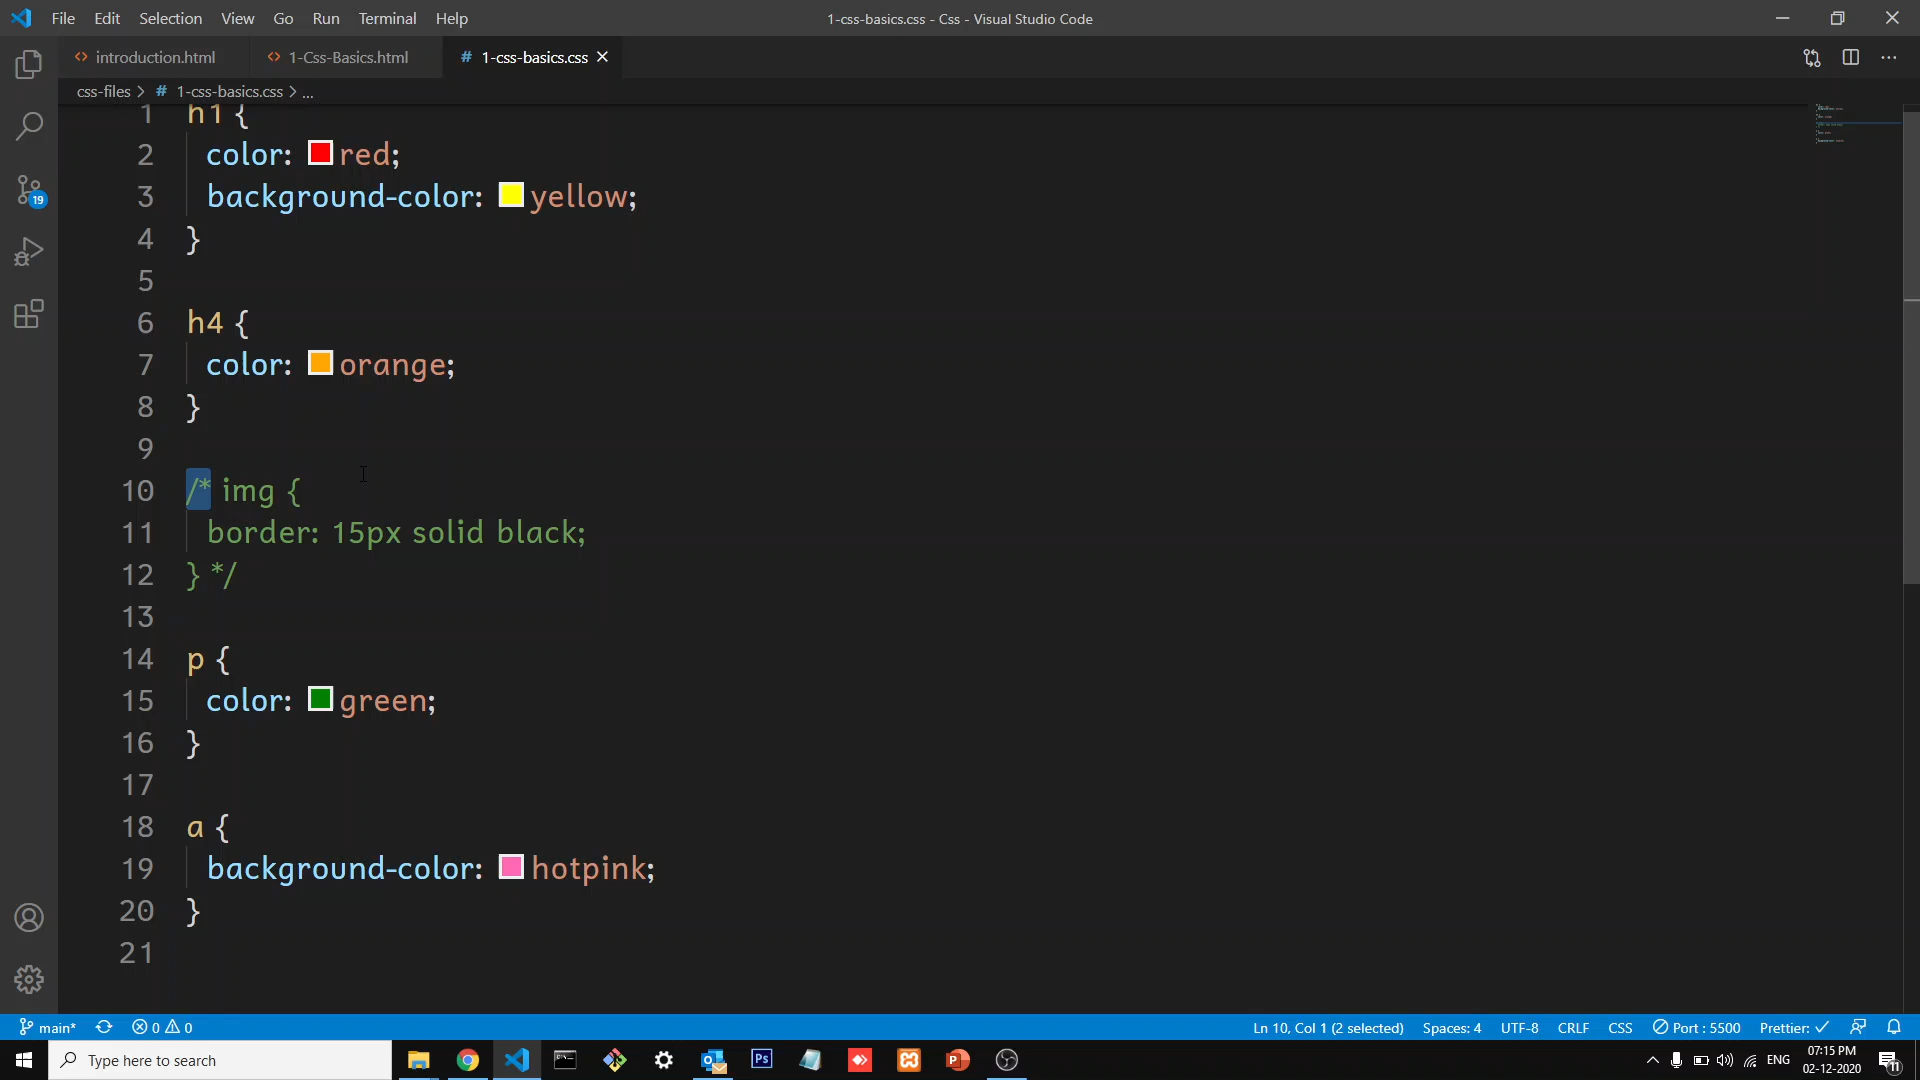 File Edit Selection View Go Run Terminal Help
1-css-basics.css - Css - Visual Studio Code
introduction.html
1-Css-Basics.html
# 1-css-basics.css
css-files > # 1-css-basics.css > ...
1 h1 {
2 color: red;
3 background-color: yellow;
4 }
5
6 h4 {
7 color: orange;
8 }
9
10 /* img {
11 border: 15px solid black;
12 } */
13
14 p {
15 color: green;
16 }
17
18 a {
19 background-color: hotpink;
20 }
21
19
main* 0 0
Ln 10, Col 1 (2 selected) Spaces: 4 UTF-8 CRLF CSS Port : 5500 Prettier: ✓
Type here to search
Ps
P
ENG
07:15 PM
02-12-2020
11